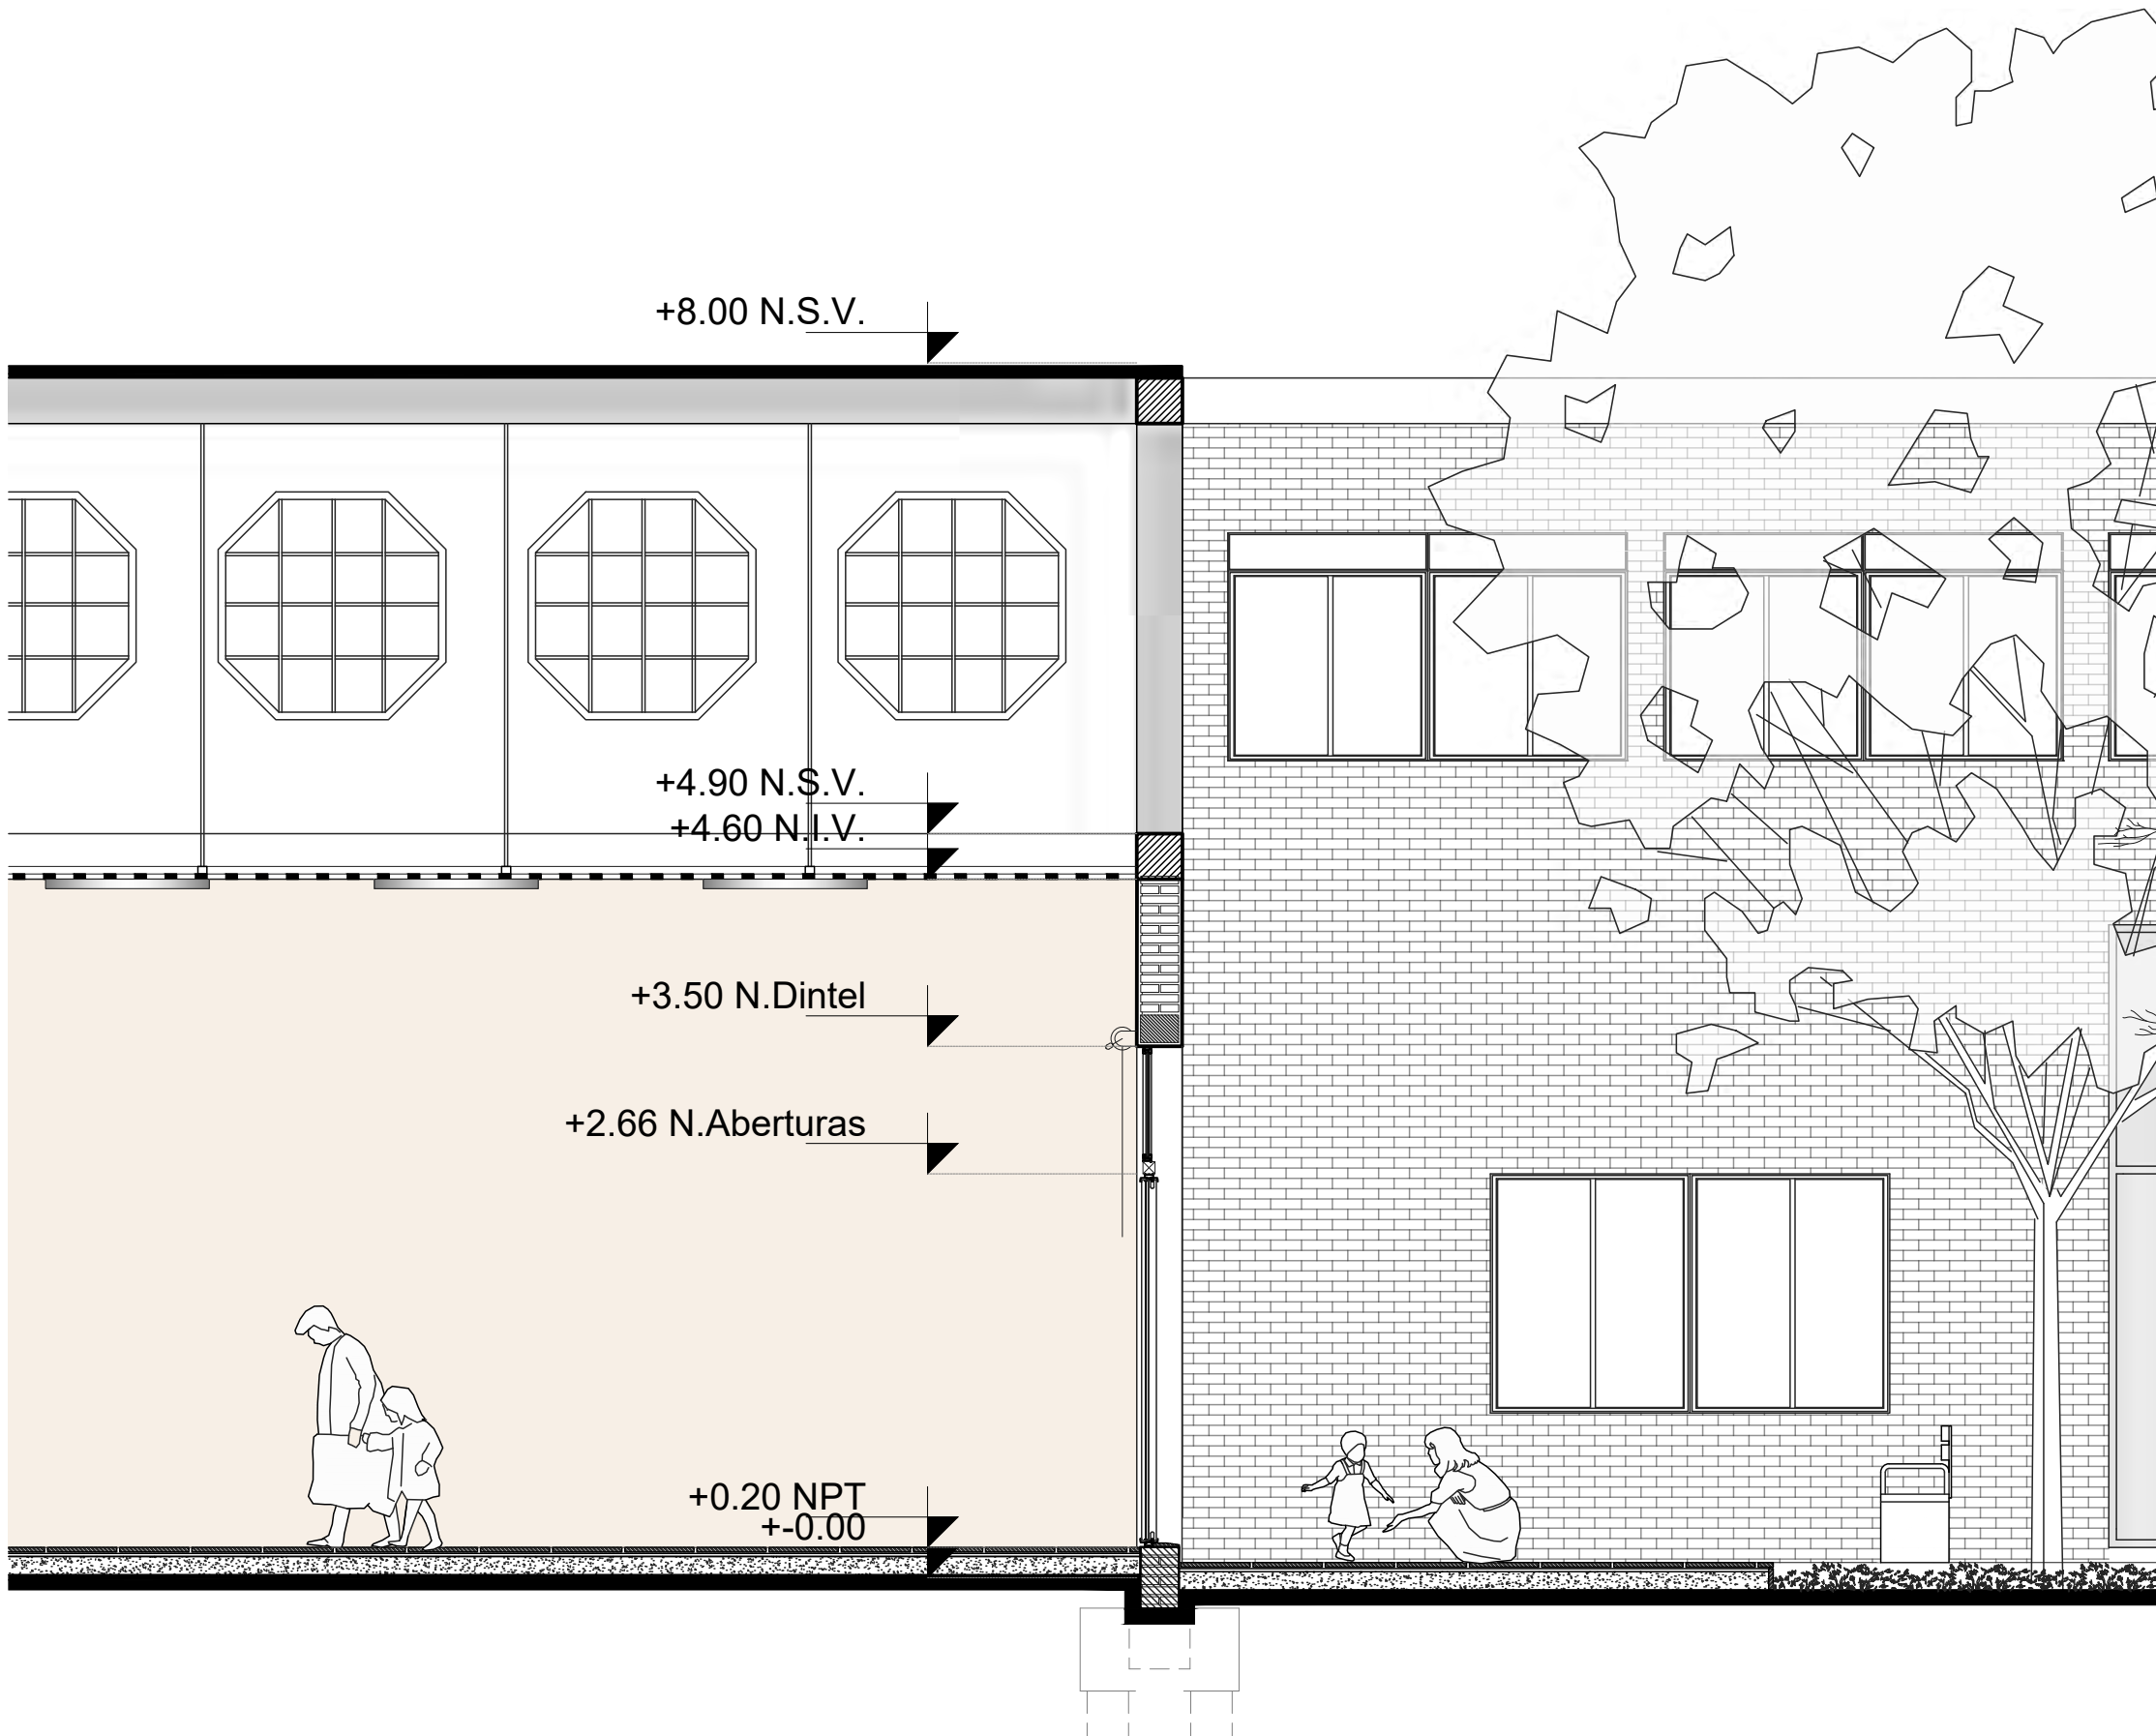 +8.00 N.S.V.
+4.90 N.S.V.
+4.60 N.I.V.
+3.50 N.Dintel
+2.66 N.Aberturas
+0.20 NPT
+-0.00